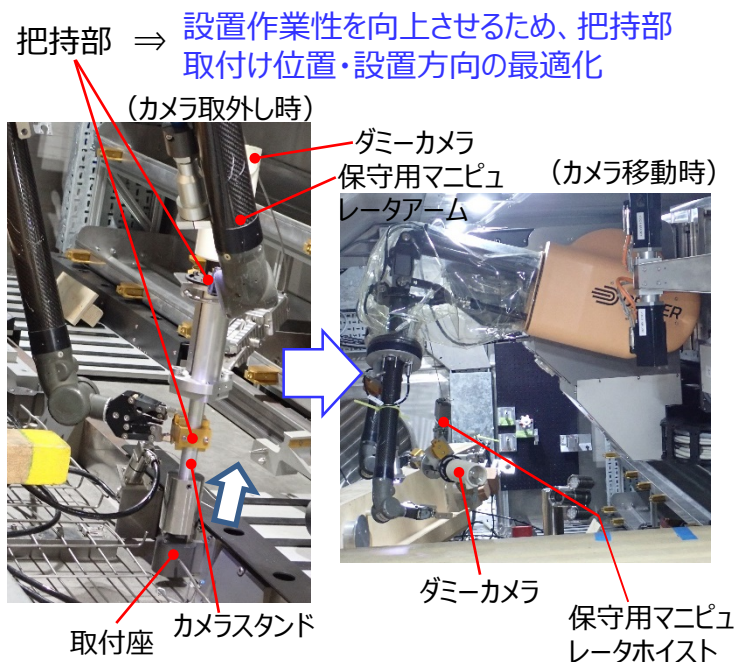 把持部 ⇒ 設置作業性を向上させるため、把持部
取付け位置・設置方向の最適化
（カメラ取外し時）
ダミーカメラ
保守用マニピュ
レータアーム
（カメラ移動時）
ダミーカメラ
取付座
カメラスタンド
保守用マニピュ
レータホイスト